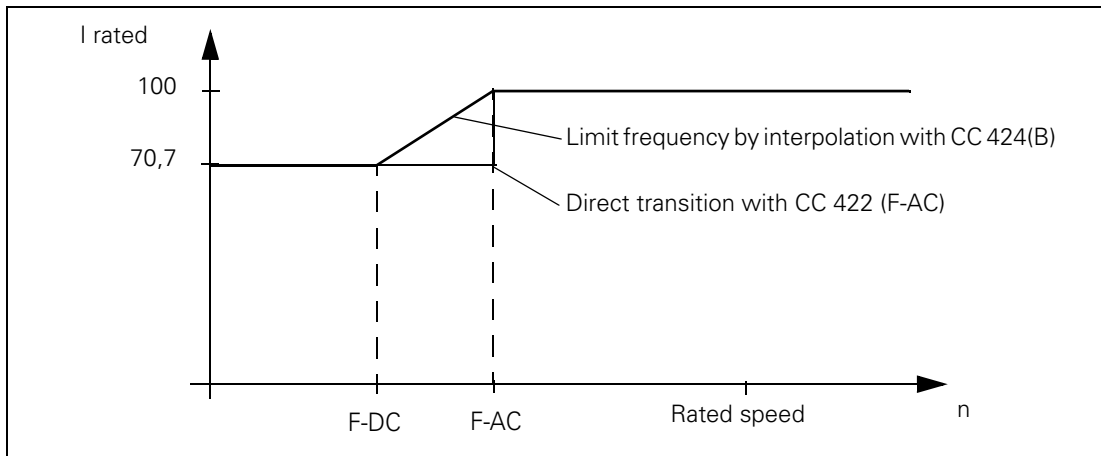 I rated
100
Limit frequency by interpolation with CC 424(B)
70,7
Direct transition with CC 422 (F-AC)
F-DC
F-AC
Rated speed
n